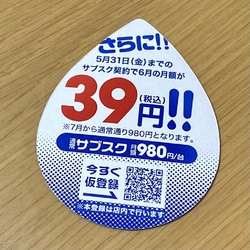 さらに!!
5月31日(金)までの
サブスク契約で6月の月額が
39円(税込)!!
※7月から通常通り980円となります。
サブスク 月額980円/台
今すぐ
仮登録
※本登録は店内で行います